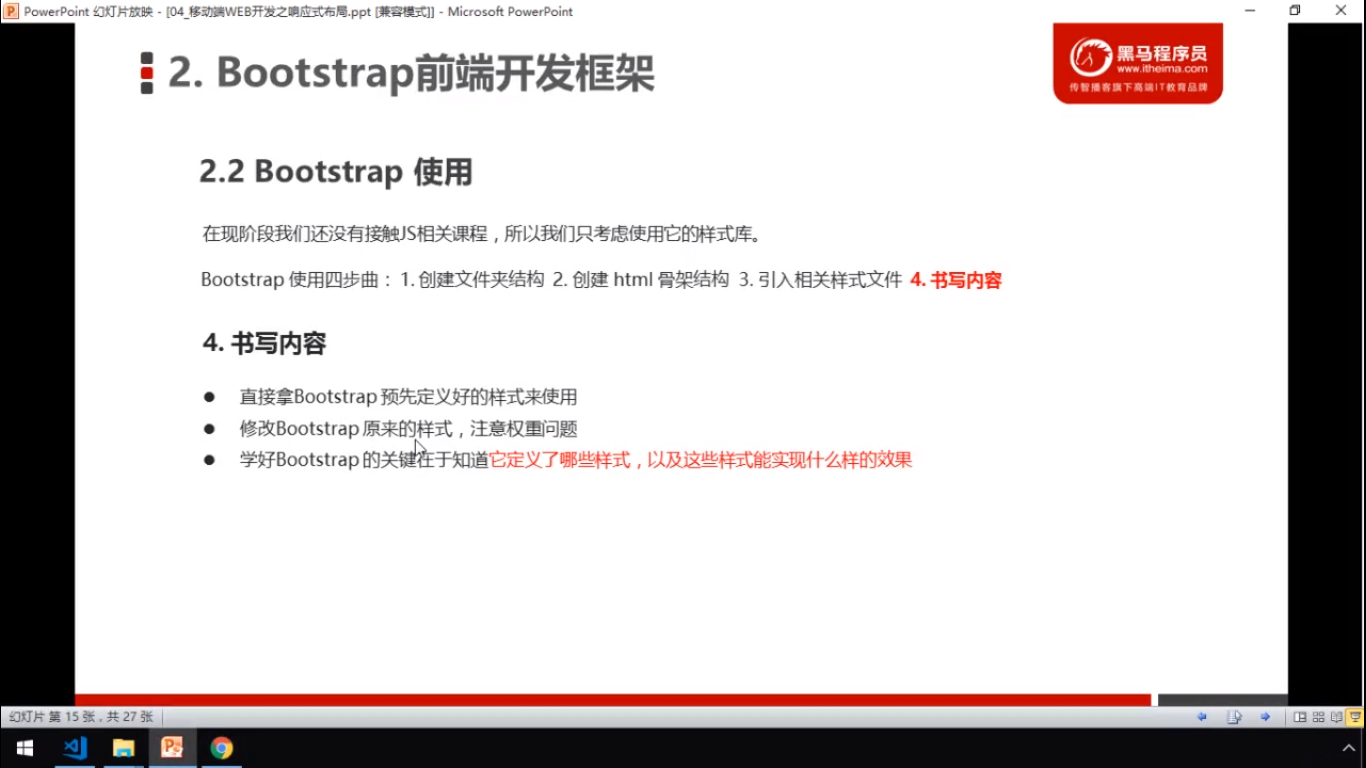 PowerPoint 幻灯片放映 - [04_移动端WEB开发之响应式布局.ppt [兼容模式]] - Microsoft PowerPoint
2. Bootstrap前端开发框架
黑马程序员
www.itheima.com
传智播客旗下高端IT教育品牌
2.2 Bootstrap 使用
在现阶段我们还没有接触JS相关课程，所以我们只考虑使用它的样式库。
Bootstrap 使用四步曲： 1. 创建文件夹结构 2. 创建 html 骨架结构 3. 引入相关样式文件 4. 书写内容
4. 书写内容
● 直接拿Bootstrap 预先定义好的样式来使用
● 修改Bootstrap 原来的样式，注意权重问题
● 学好Bootstrap 的关键在于知道它定义了哪些样式，以及这些样式能实现什么样的效果
幻灯片 第 15 张，共 27 张